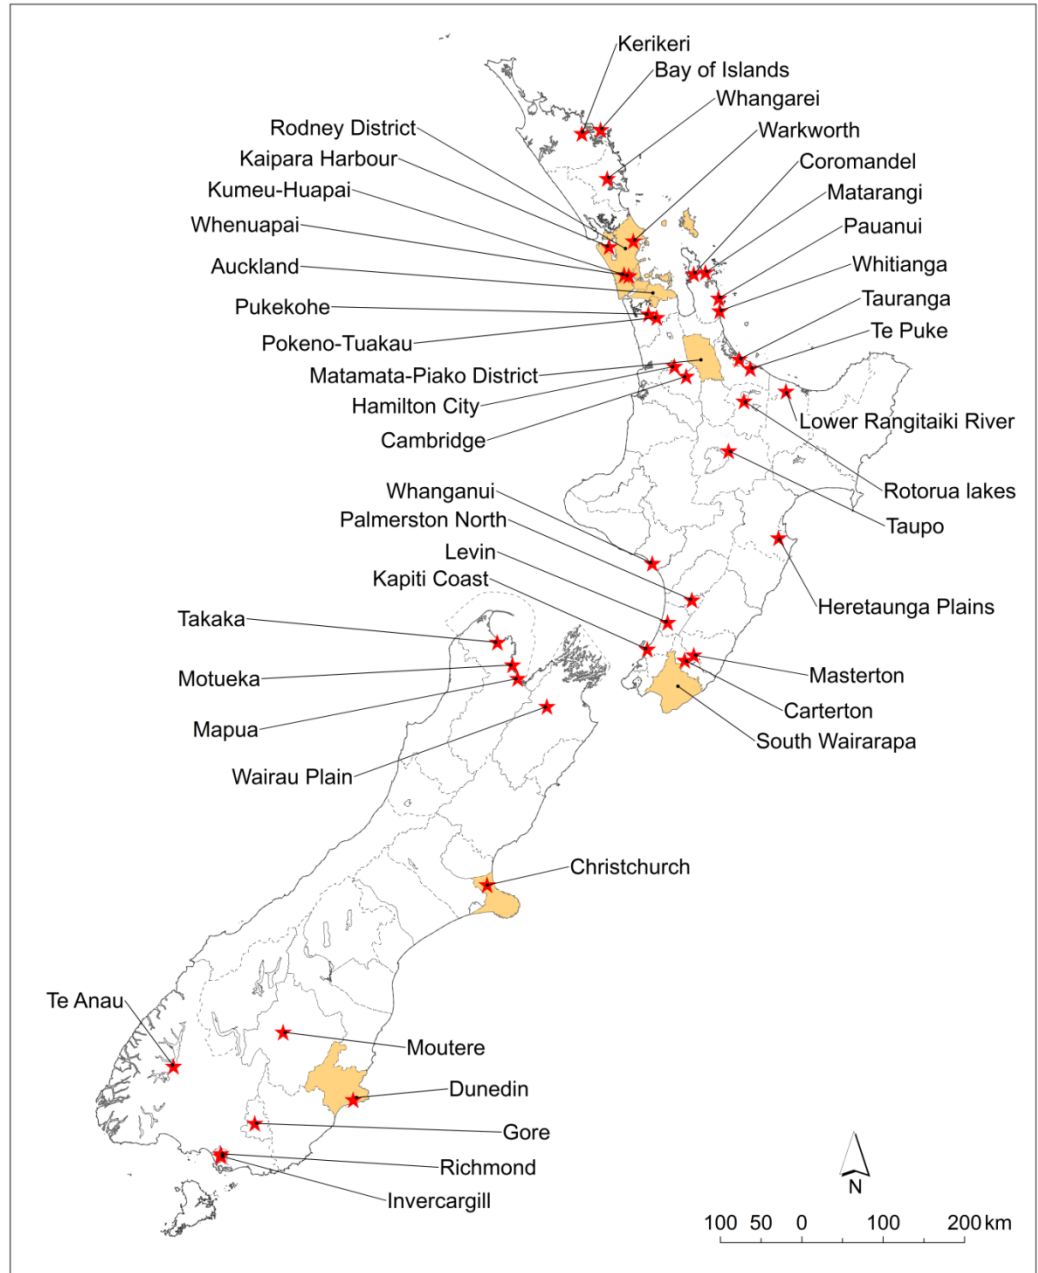 Kerikeri
Bay of Islands
Whangarei
Rodney District
Warkworth
Kaipara Harbour
Coromandel
Kumeu-Huapai
Matarangi
Whenuapai
Pauanui
Auckland
Whitianga
Pukekohe
Tauranga
Pokeno-Tuakau
Te Puke
Matamata-Piako District
Hamilton City
Lower Rangitaiki River
Cambridge
Whanganui
Rotorua lakes
Palmerston North
Taupo
Levin
Kapiti Coast
Heretaunga Plains
Takaka
Motueka
Masterton
Mapua
Carterton
South Wairarapa
Wairau Plain
Christchurch
Te Anau
Moutere
Dunedin
Gore
Richmond
Invercargill
N
100 50 0 100 200 km